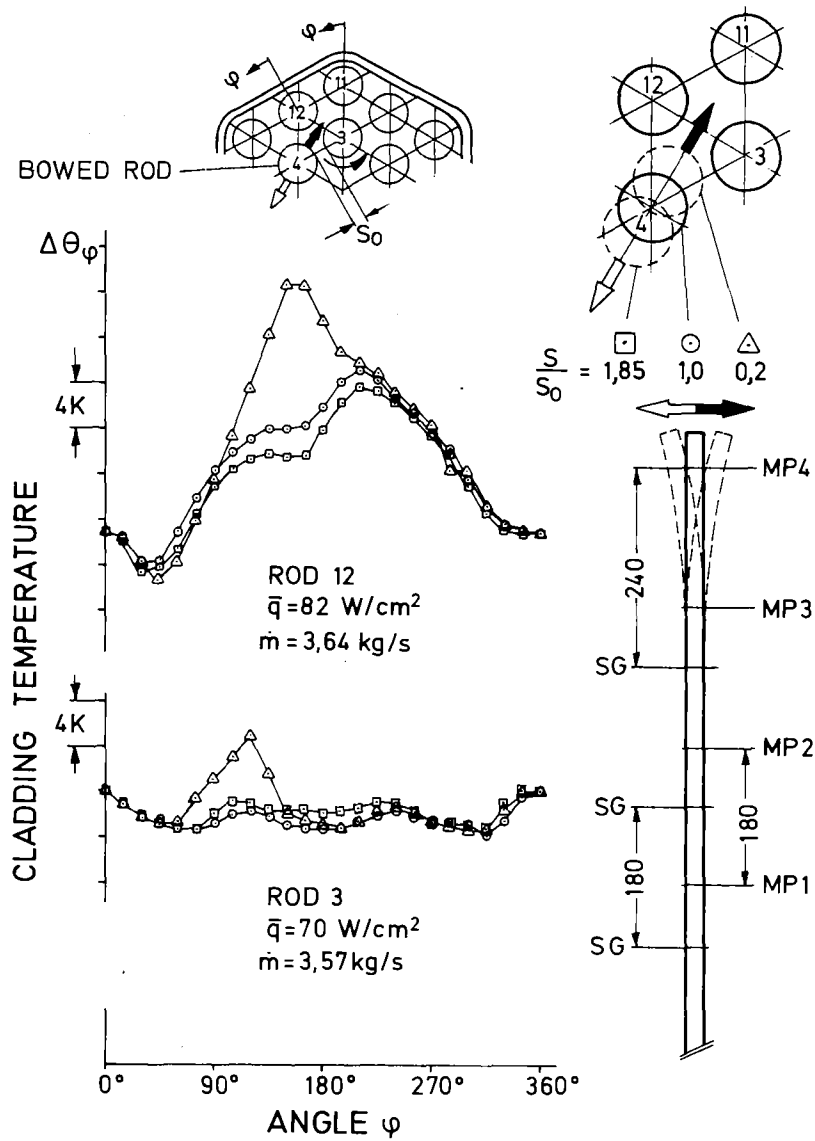 φ
φ
11
12
3
4
BOWED ROD
S₀
11
12
3
4
S/S₀ = 1,85 1,0 0,2
Δθφ
4K
CLADDING TEMPERATURE
ROD 12
q̅=82 W/cm²
ṁ = 3,64 kg/s
4K
ROD 3
q̅=70 W/cm²
ṁ = 3,57 kg/s
0° 90° 180° 270° 360°
ANGLE φ
MP4
240
MP3
SG
MP2
SG
180
180
MP1
SG